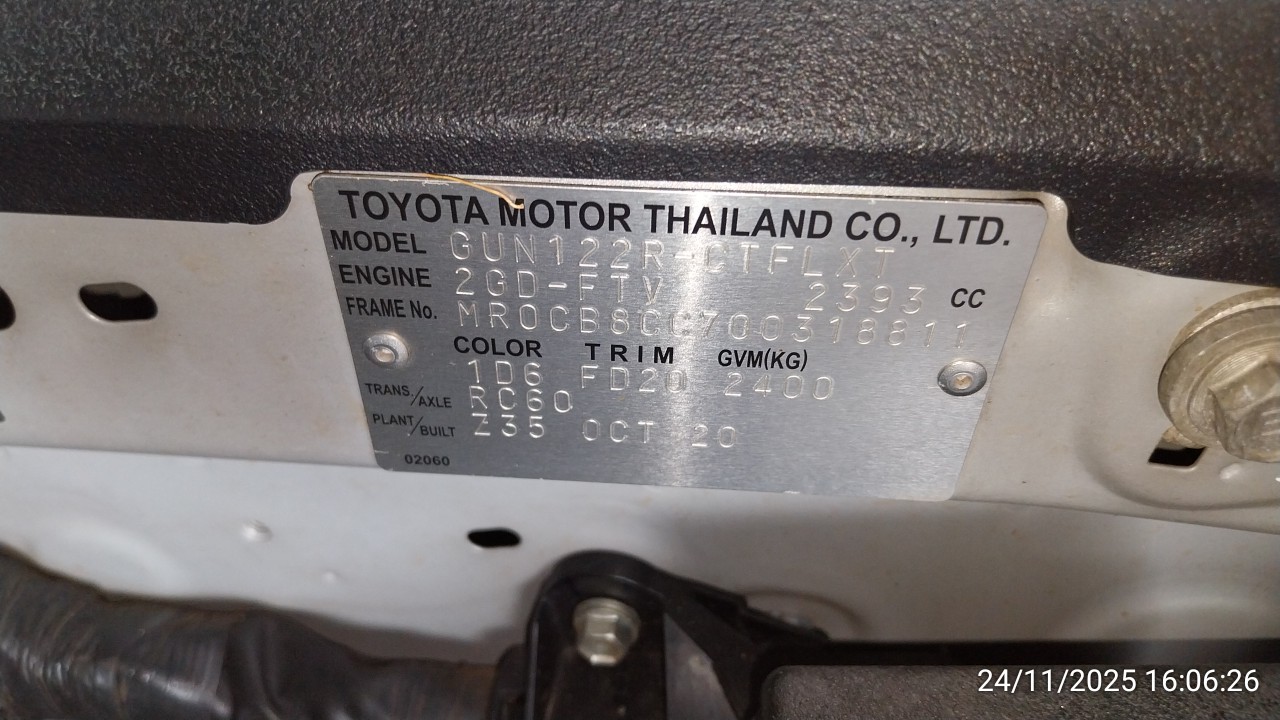 TOYOTA MOTOR THAILAND CO., LTD.
MODEL GUN122R-CTFLXT
ENGINE 2GD-FTV 2393 CC
FRAME No. MR0CB8CC700318811
COLOR TRIM GVM(KG)
1D6 FD20 2400
TRANS./AXLE RC60
PLANT/BUILT Z35 OCT 20
02060
24/11/2025 16:06:26